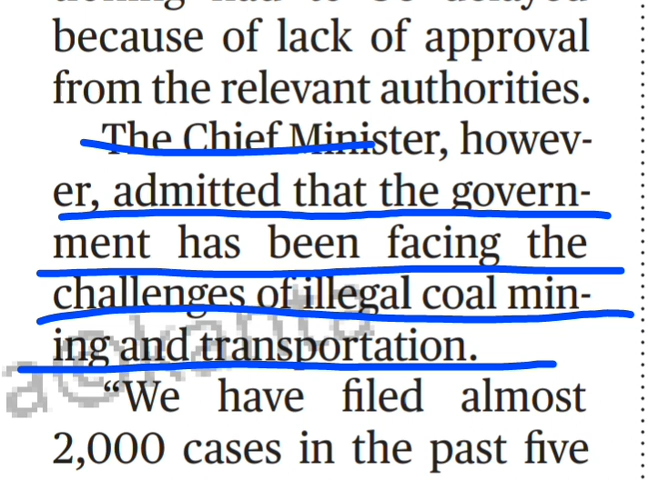 because of lack of approval
from the relevant authorities.
The Chief Minister, howev-
er, admitted that the govern-
ment has been facing the
challenges of illegal coal min-
ing and transportation.
“We have filed almost
2,000 cases in the past five